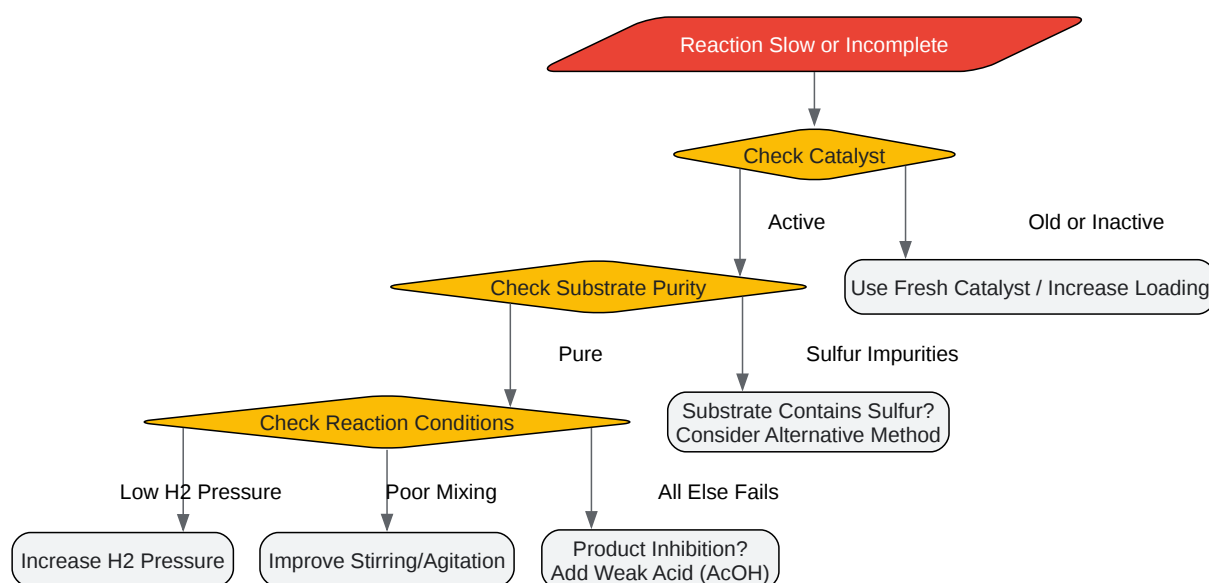 Reaction Slow or Incomplete
Check Catalyst
Active
Old or Inactive
Check Substrate Purity
Use Fresh Catalyst / Increase Loading
Pure
Sulfur Impurities
Check Reaction Conditions
Substrate Contains Sulfur?
Consider Alternative Method
Low H2 Pressure
Poor Mixing
All Else Fails
Increase H2 Pressure
Improve Stirring/Agitation
Product Inhibition?
Add Weak Acid (AcOH)